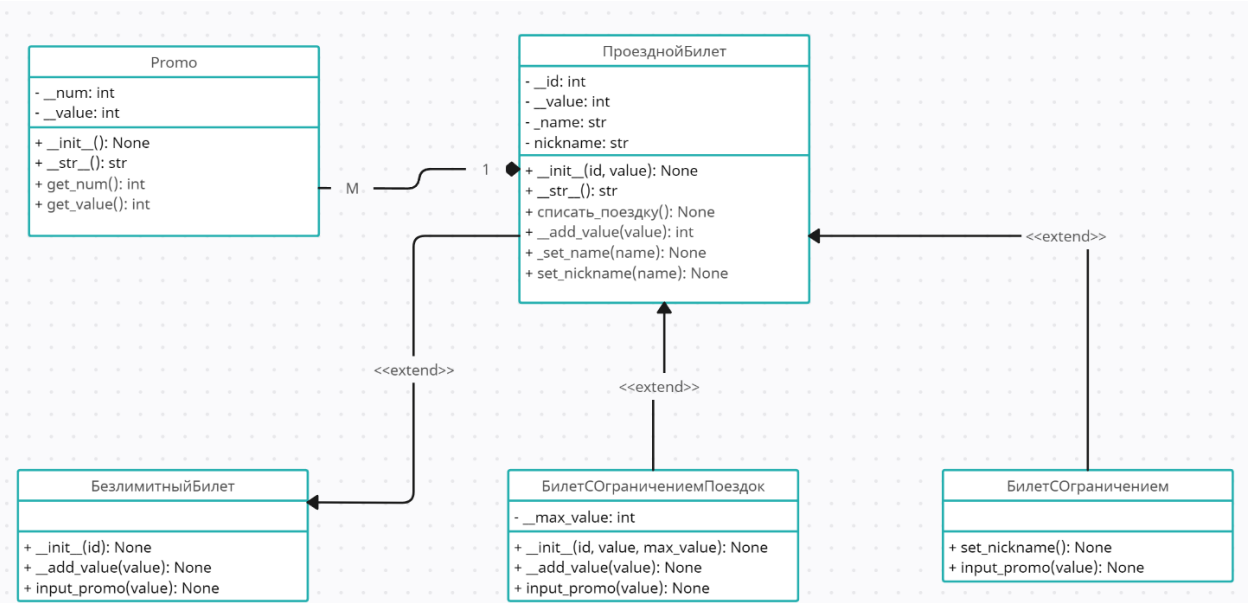 Promo
- __num: int
- __value: int
+ __init__(): None
+ __str__(): str
+ get_num(): int
+ get_value(): int
M
1
ПроезднойБилет
- __id: int
- __value: int
- _name: str
- nickname: str
+ __init__(id, value): None
+ __str__(): str
+ списать_поездку(): None
+ __add_value(value): int
+ _set_name(name): None
+ set_nickname(name): None
<<extend>>
<<extend>>
<<extend>>
БезлимитныйБилет
+ __init__(id): None
+ __add_value(value): None
+ input_promo(value): None
БилетСОграничениемПоездок
- __max_value: int
+ __init__(id, value, max_value): None
+ __add_value(value): None
+ input_promo(value): None
БилетСОграничением
+ set_nickname(): None
+ input_promo(value): None